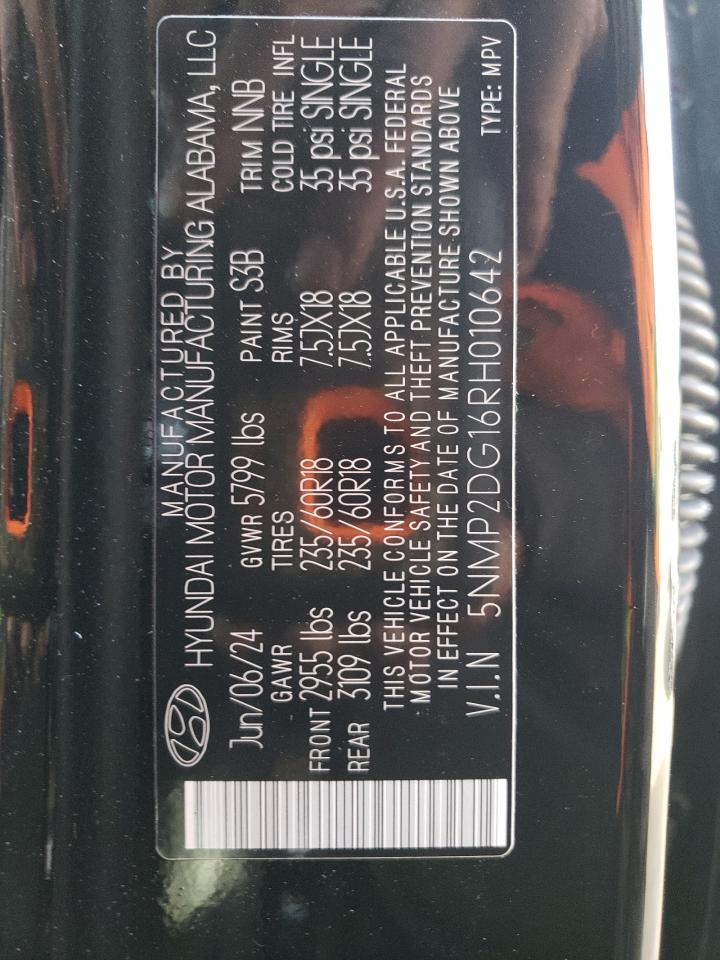 MANUFACTURED BY
HYUNDAI MOTOR MANUFACTURING ALABAMA, LLC
Jun/06/24 GVWR 5799 lbs PAINT S3B TRIM NNB
GAWR TIRES RIMS COLD TIRE INFL
FRONT 2955 lbs 235/60R18 7.5JX18 35 psi SINGLE
REAR 3109 lbs 235/60R18 7.5JX18 35 psi SINGLE
THIS VEHICLE CONFORMS TO ALL APPLICABLE U.S.A. FEDERAL
MOTOR VEHICLE SAFETY AND THEFT PREVENTION STANDARDS
IN EFFECT ON THE DATE OF MANUFACTURE SHOWN ABOVE
V.I.N 5NMP2DG16RH010642 TYPE: MPV